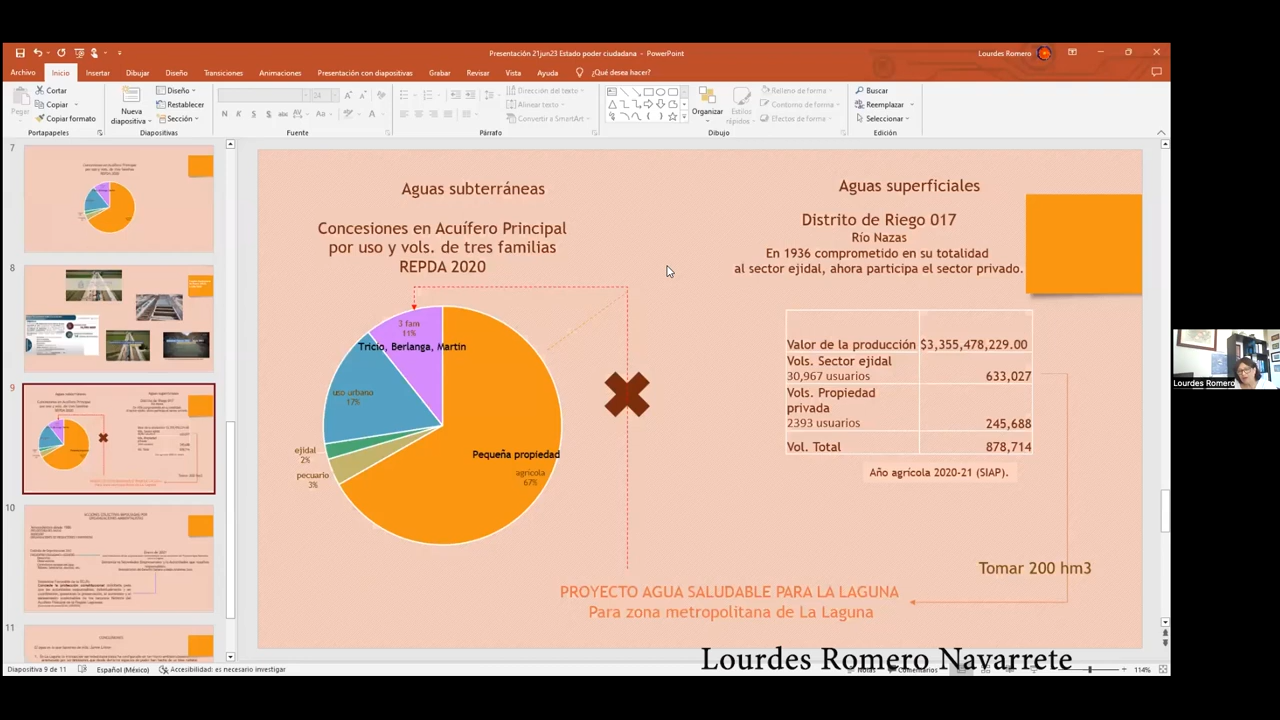 Presentación 21jun23 Estado poder ciudadana - PowerPoint
Lourdes Romero
Archivo
Inicio
Insertar
Dibujar
Diseño
Transiciones
Animaciones
Presentación con diapositivas
Grabar
Revisar
Vista
Ayuda
¿Qué desea hacer?
Pegar
Cortar
Copiar
Copiar formato
Portapapeles
Nueva
diapositiva
Diseño
Restablecer
Sección
Diapositivas
24
N K S
Fuente
Dirección del texto
Alinear texto
Convertir a SmartArt
Párrafo
Organizar
Estilos
rápidos
Relleno de forma
Contorno de forma
Efectos de forma
Dibujo
Buscar
Reemplazar
Seleccionar
Edición
7
8
9
10
11
Aguas subterráneas
Concesiones en Acuífero Principal
por uso y vols. de tres familias
REPDA 2020
3 fam
11%
Tricio, Berlanga, Martín
uso urbano
17%
ejidal
2%
pecuario
3%
Pequeña propiedad
agrícola
67%
Aguas superficiales
Distrito de Riego 017
Río Nazas
En 1936 comprometido en su totalidad
al sector ejidal, ahora participa el sector privado.
Valor de la producción $3,355,478,229.00
Vols. Sector ejidal
30,967 usuarios 633,027
Vols. Propiedad
privada
2393 usuarios 245,688
Vol. Total 878,714
Año agrícola 2020-21 (SIAP).
Tomar 200 hm3
PROYECTO AGUA SALUDABLE PARA LA LAGUNA
Para zona metropolitana de La Laguna
Lourdes Romero
Lourdes Romero Navarrete
Diapositiva 9 de 11
Español (México)
Accesibilidad: es necesario investigar
Notas
Comentarios
114%